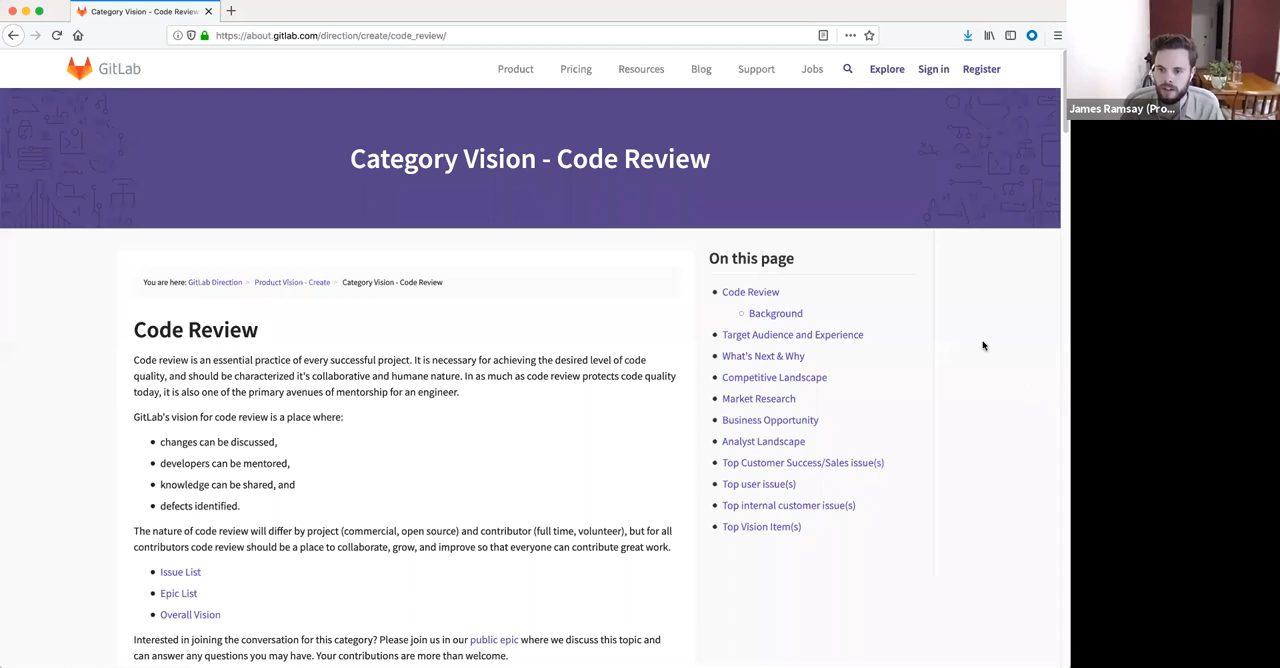 Category Vision - Code Review
https://about.gitlab.com/direction/create/code_review/
GitLab
Product Pricing Resources Blog Support Jobs Explore Sign in Register
James Ramsay (Pro...
Category Vision - Code Review
You are here: GitLab Direction > Product Vision - Create > Category Vision - Code Review
Code Review
Code review is an essential practice of every successful project. It is necessary for achieving the desired level of code
quality, and should be characterized it's collaborative and humane nature. In as much as code review protects code quality
today, it is also one of the primary avenues of mentorship for an engineer.
GitLab's vision for code review is a place where:
• changes can be discussed,
• developers can be mentored,
• knowledge can be shared, and
• defects identified.
The nature of code review will differ by project (commercial, open source) and contributor (full time, volunteer), but for all
contributors code review should be a place to collaborate, grow, and improve so that everyone can contribute great work.
• Issue List
• Epic List
• Overall Vision
Interested in joining the conversation for this category? Please join us in our public epic where we discuss this topic and
can answer any questions you may have. Your contributions are more than welcome.
On this page
• Code Review
○ Background
• Target Audience and Experience
• What's Next & Why
• Competitive Landscape
• Market Research
• Business Opportunity
• Analyst Landscape
• Top Customer Success/Sales issue(s)
• Top user issue(s)
• Top internal customer issue(s)
• Top Vision Item(s)